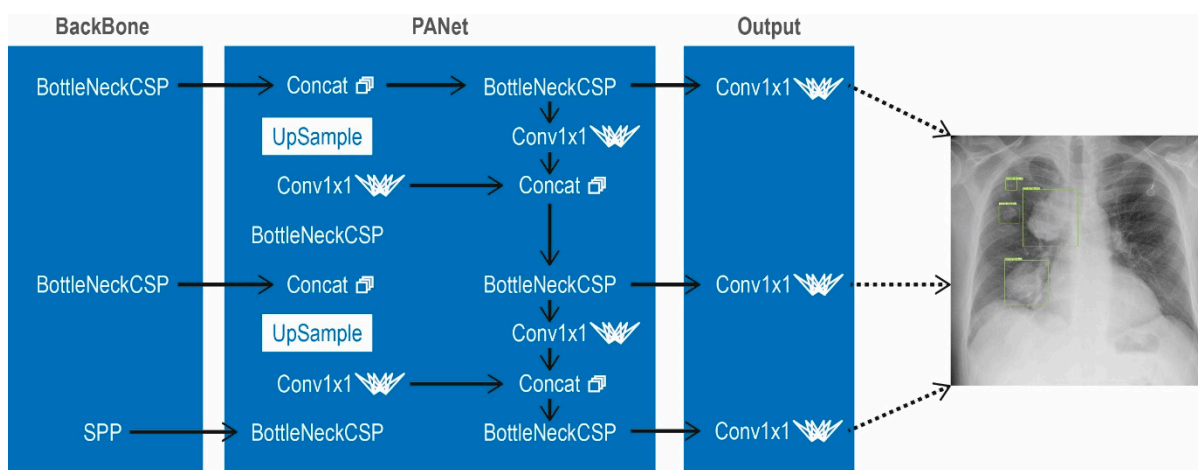 BackBone PANet Output
BottleNeckCSP Concat BottleNeckCSP Conv1x1
UpSample Conv1x1
Conv1x1 Concat
BottleNeckCSP
BottleNeckCSP Concat BottleNeckCSP Conv1x1
UpSample Conv1x1
Conv1x1 Concat
SPP BottleNeckCSP BottleNeckCSP Conv1x1